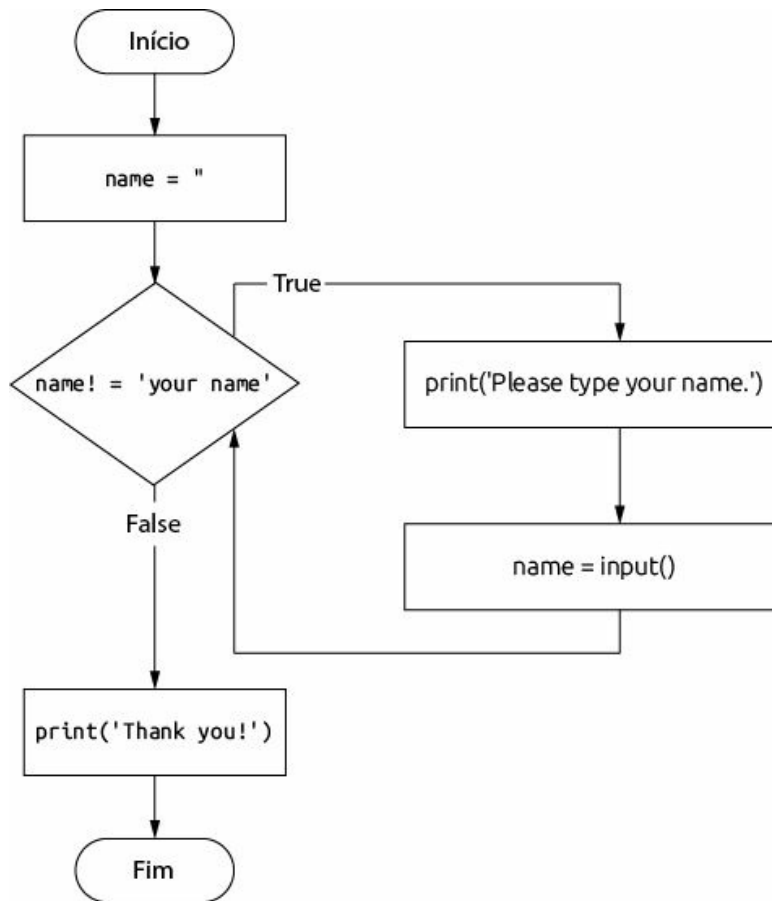 Início
name = "
True
name! = 'your name'
print('Please type your name.')
False
name = input()
print('Thank you!')
Fim